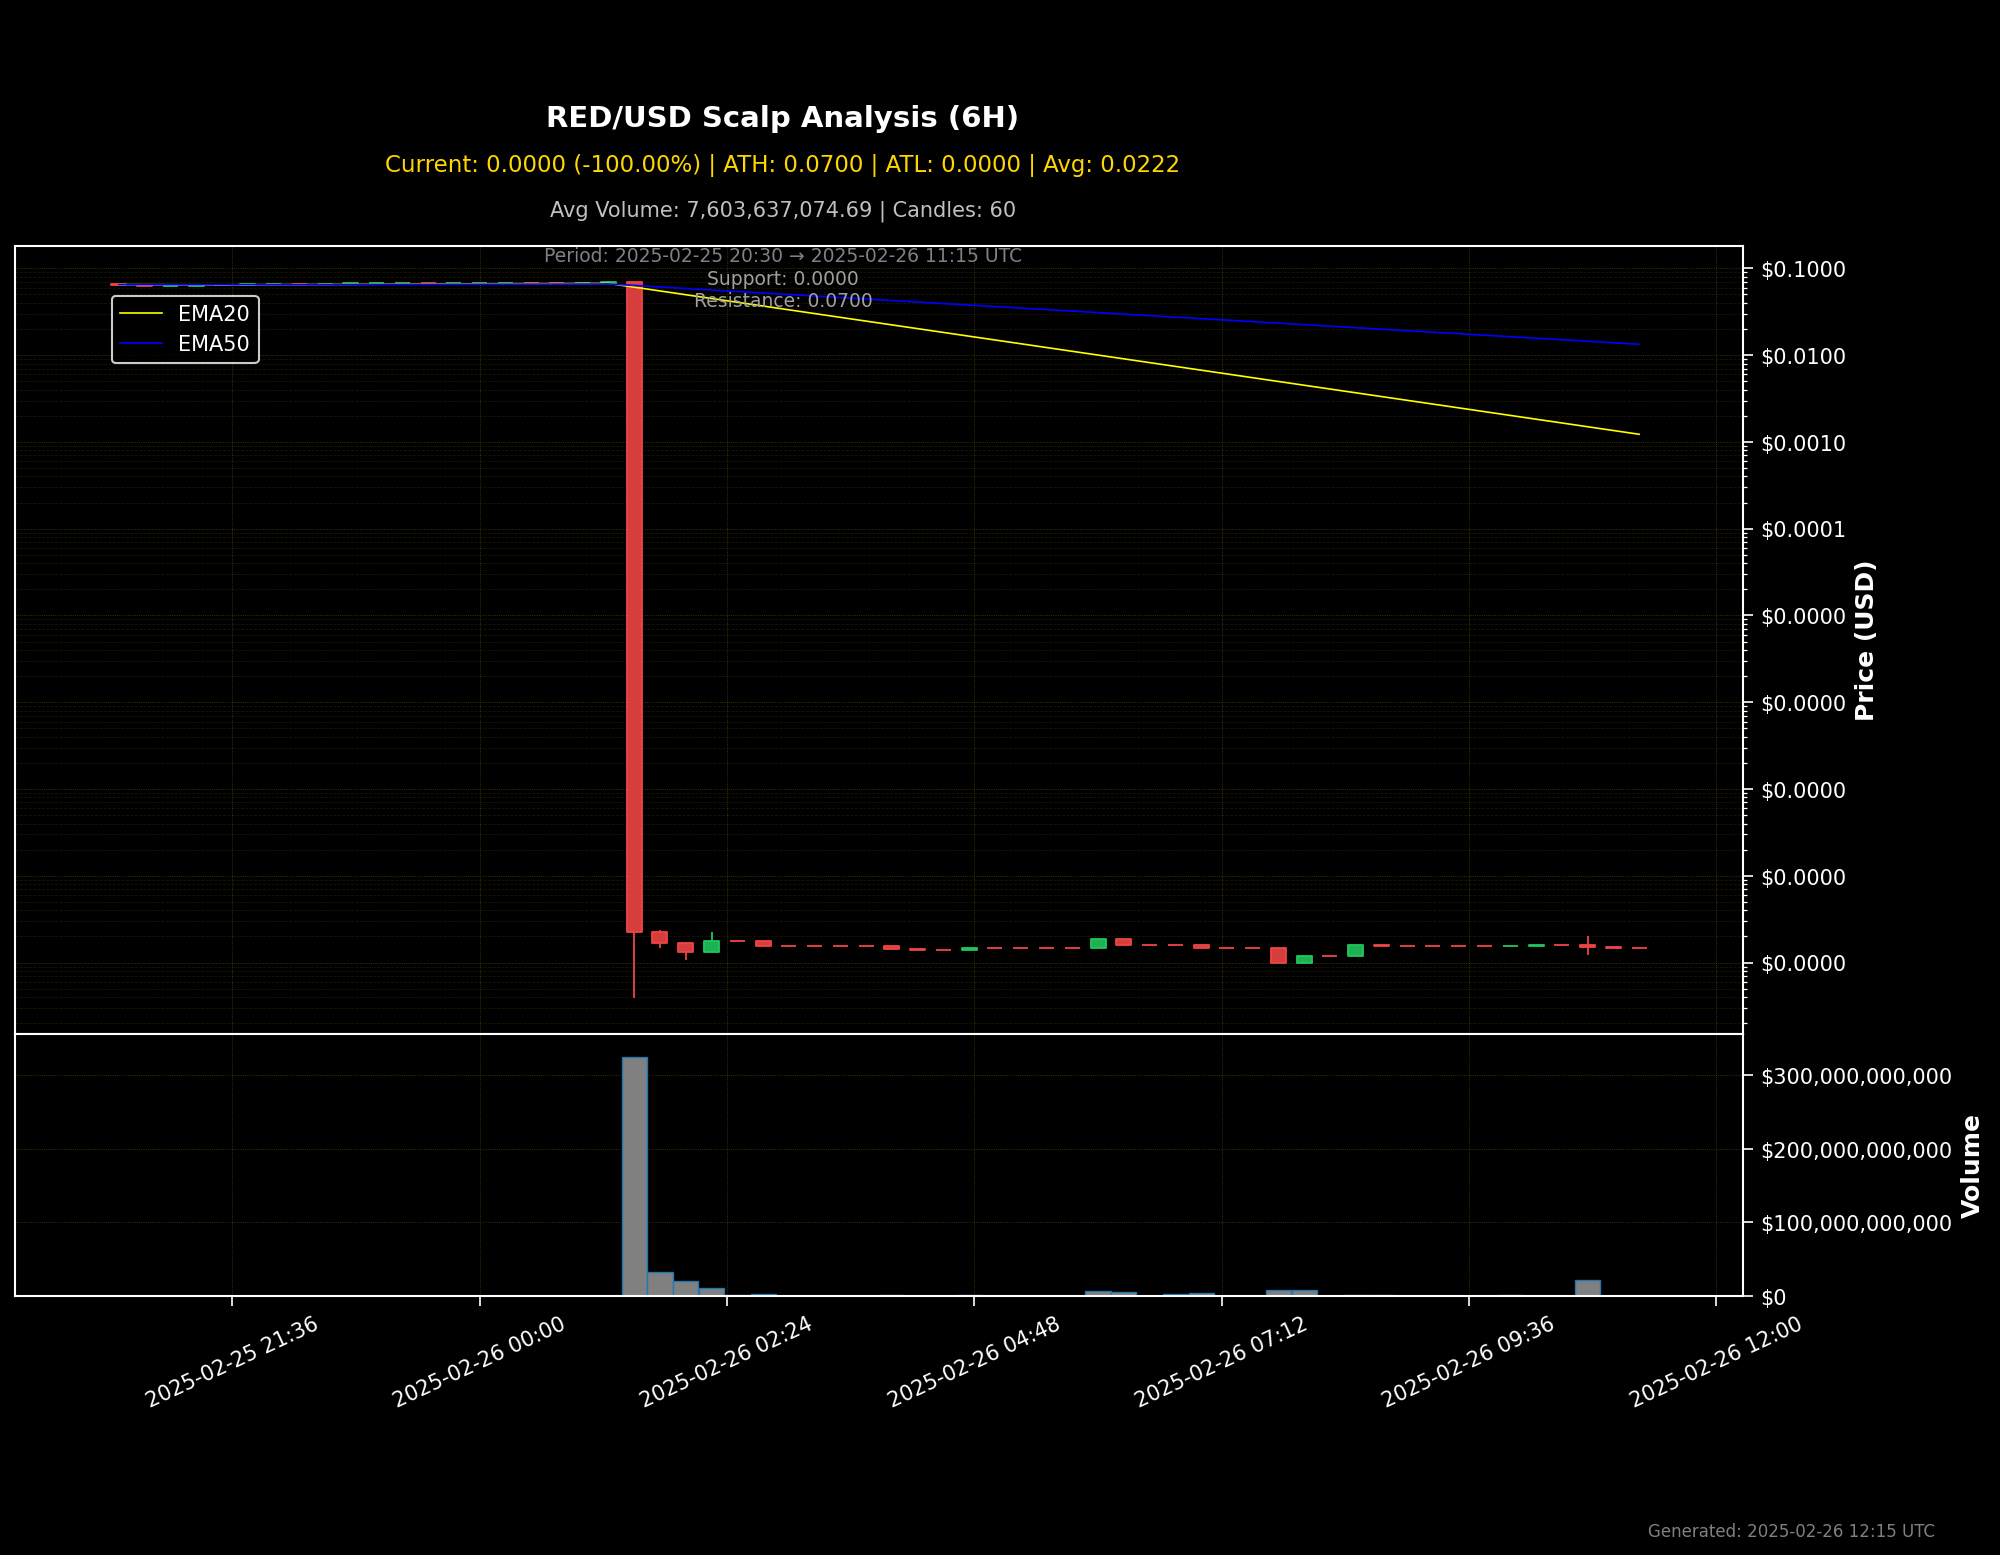 RED/USD Scalp Analysis (6H)
Current: 0.0000 (-100.00%) | ATH: 0.0700 | ATL: 0.0000 | Avg: 0.0222
Avg Volume: 7,603,637,074.69 | Candles: 60
Period: 2025-02-25 20:30 → 2025-02-26 11:15 UTC
Support: 0.0000
Resistance: 0.0700
EMA20
EMA50
$0.1000
$0.0100
$0.0010
$0.0001
$0.0000
$0.0000
$0.0000
$0.0000
$0.0000
Price (USD)
$300,000,000,000
$200,000,000,000
$100,000,000,000
$0
Volume
2025-02-25 21:36
2025-02-26 00:00
2025-02-26 02:24
2025-02-26 04:48
2025-02-26 07:12
2025-02-26 09:36
2025-02-26 12:00
Generated: 2025-02-26 12:15 UTC